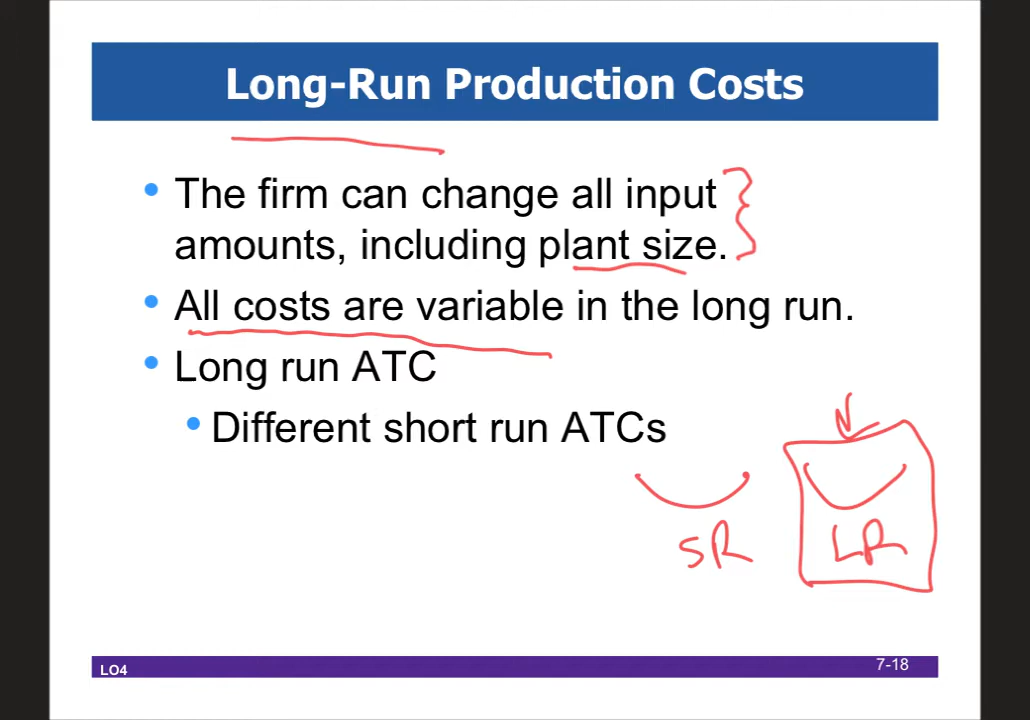 Long-Run Production Costs
• The firm can change all input
amounts, including plant size.
• All costs are variable in the long run.
• Long run ATC
• Different short run ATCs
SR
LR
LO4
7-18